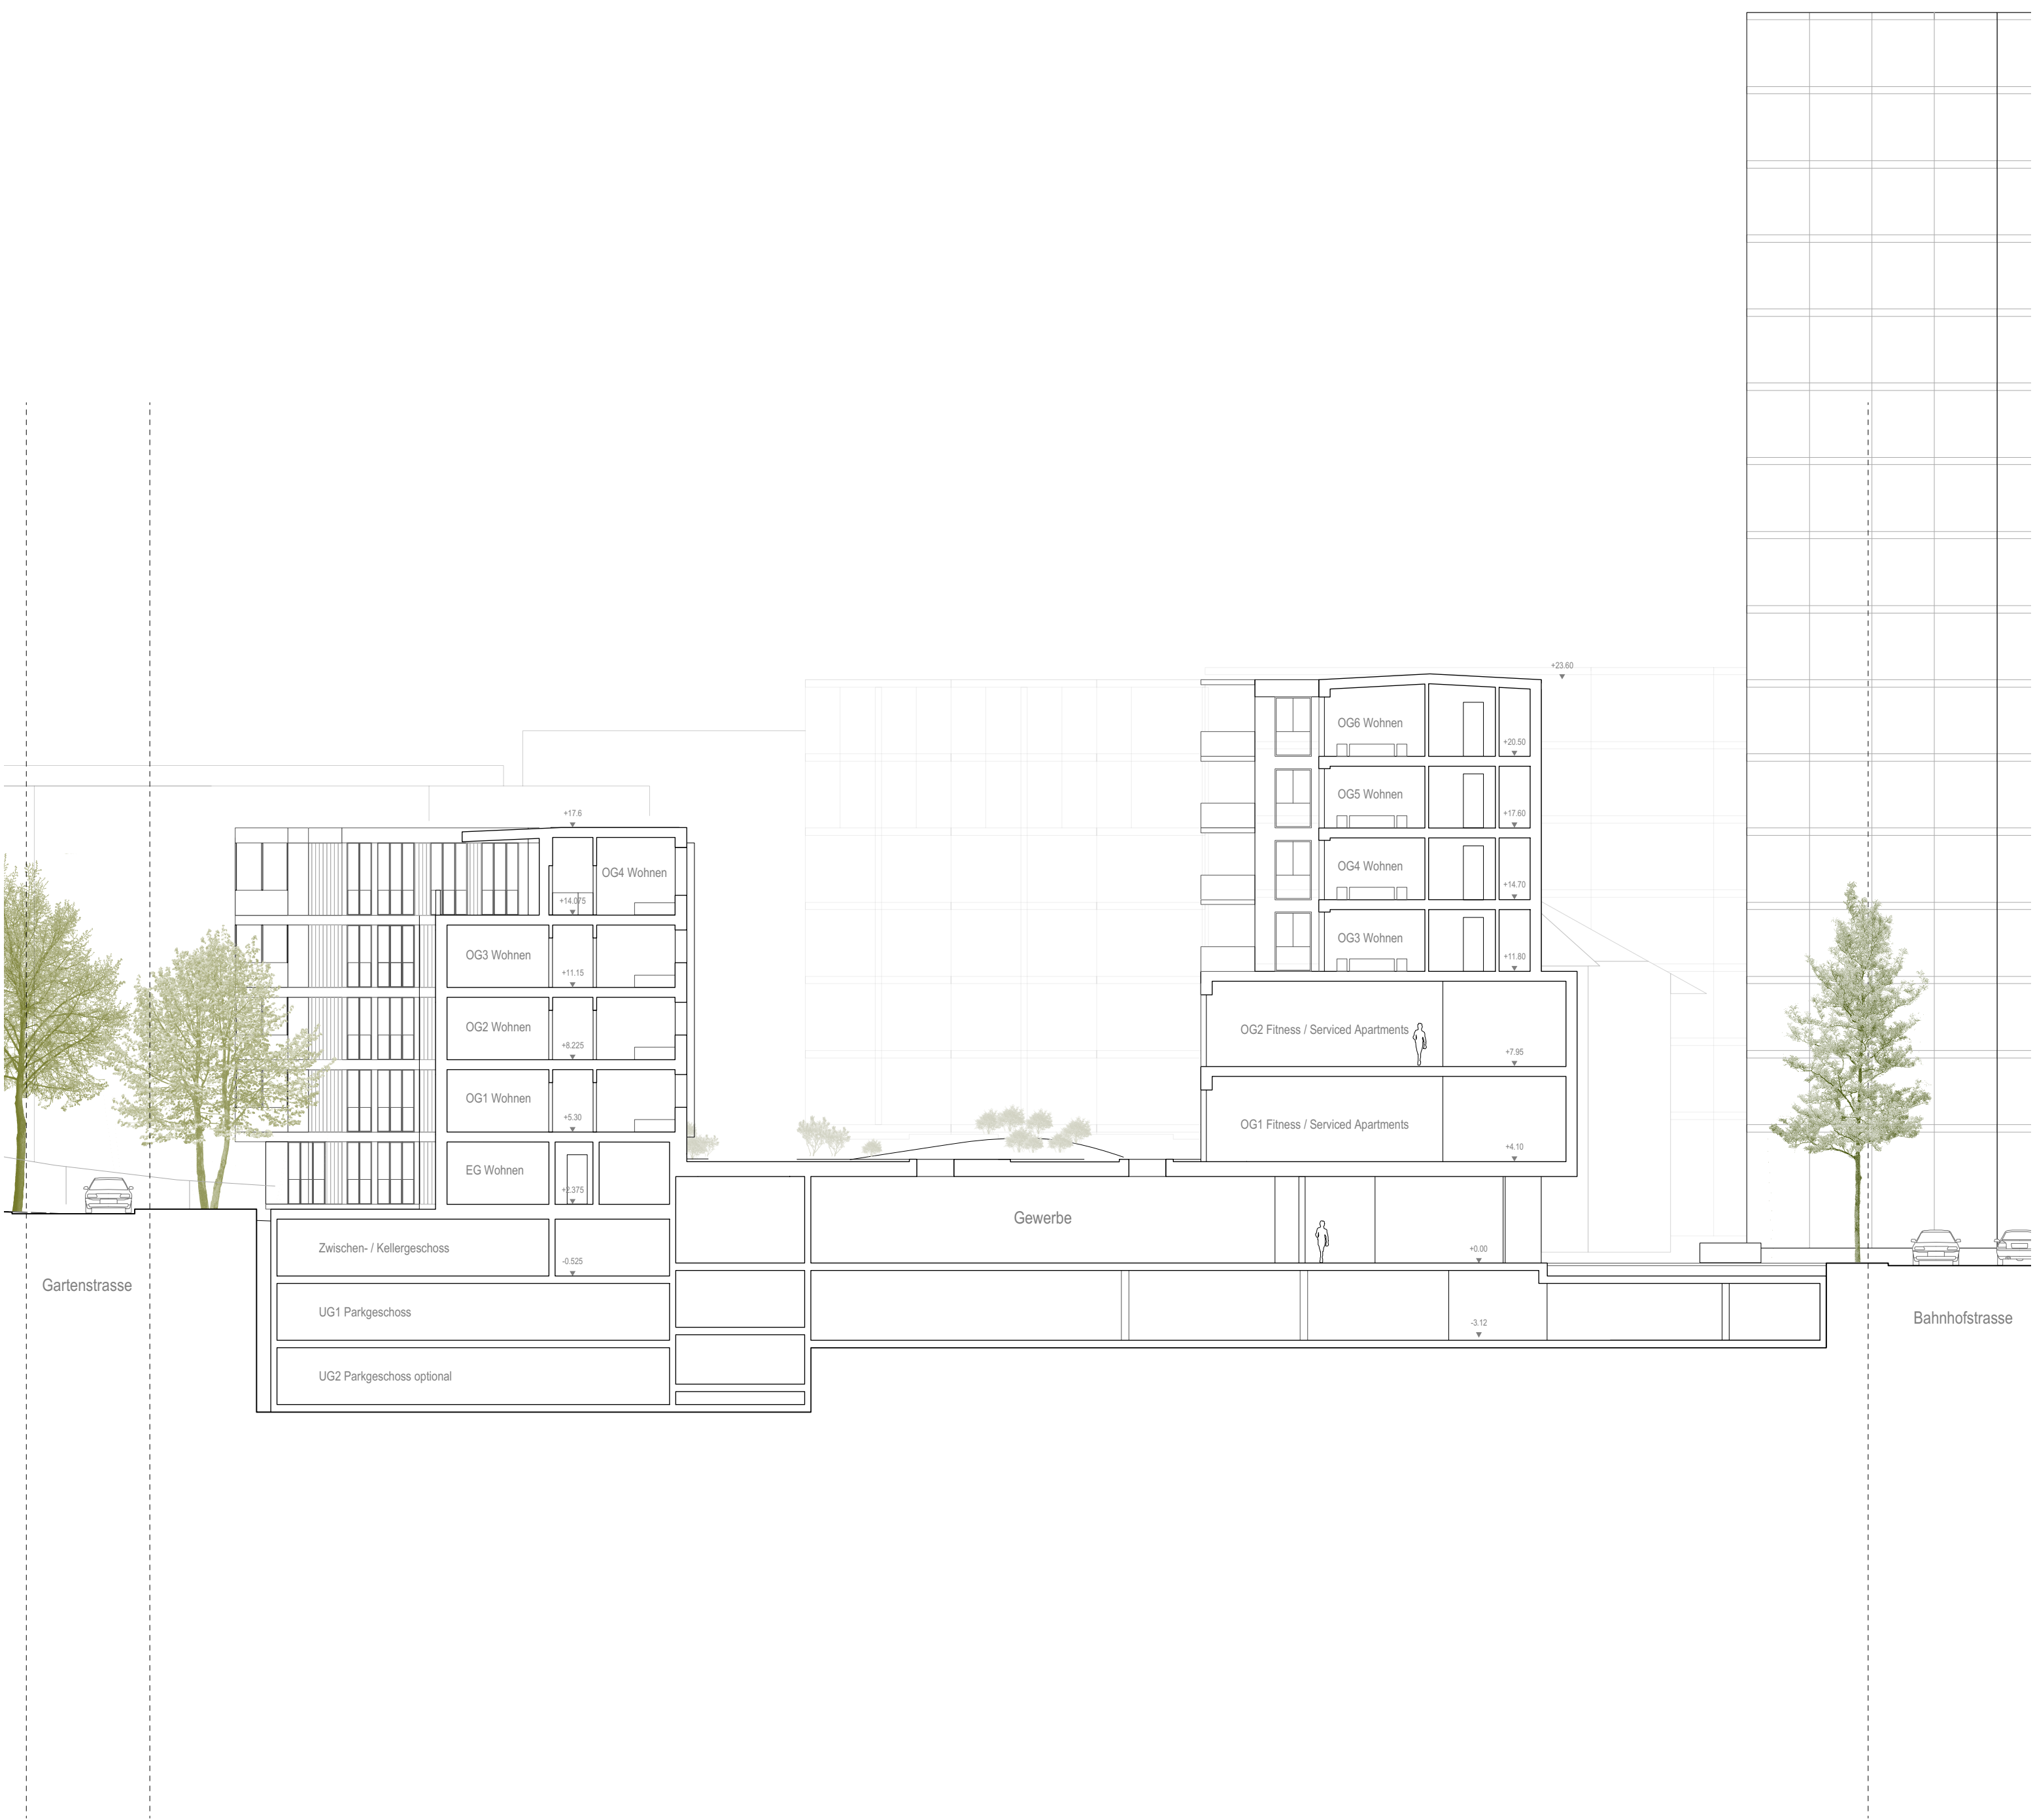 +23.60
OG6 Wohnen
+20.50
OG5 Wohnen
+17.60
OG4 Wohnen
+14.70
OG3 Wohnen
+11.80
OG2 Fitness / Serviced Apartments
+7.95
OG1 Fitness / Serviced Apartments
+4.10
+17.6
OG4 Wohnen
+14.075
OG3 Wohnen
+11.15
OG2 Wohnen
+8.225
OG1 Wohnen
+5.30
EG Wohnen
+2.375
Gewerbe
+0.00
Zwischen- / Kellergeschoss
-0.525
Gartenstrasse
UG1 Parkgeschoss
-3.12
Bahnhofstrasse
UG2 Parkgeschoss optional